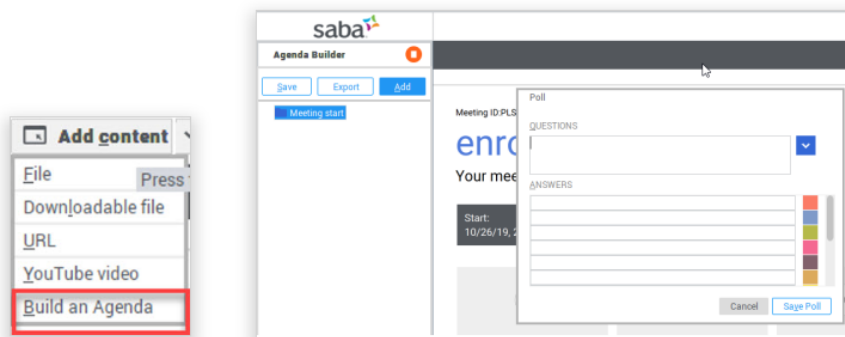 Add content
File
Press
Downloadable file
URL
YouTube video
Build an Agenda
saba
Agenda Builder
Save Export Add
Meeting start
Meeting ID:PLS
enro
Your mee
Start:
10/26/19, 2
Poll
QUESTIONS
ANSWERS
Cancel Save Poll